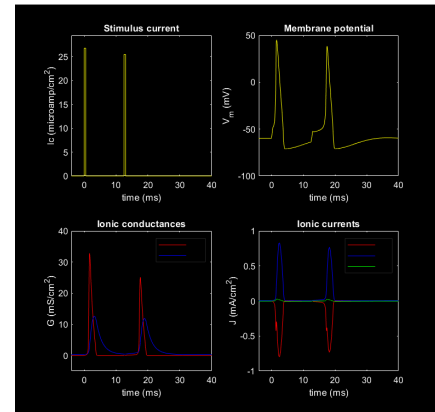 Stimulus current
Ic (microamp/cm²)
25
20
15
10
5
0
0 10 20 30 40
time (ms)
Membrane potential
V_m (mV)
50
0
-50
-100
0 10 20 30 40
time (ms)
Ionic conductances
G (mS/cm²)
40
30
20
10
0
0 10 20 30 40
time (ms)
Ionic currents
J (mA/cm²)
1
0.5
0
-0.5
-1
0 10 20 30 40
time (ms)